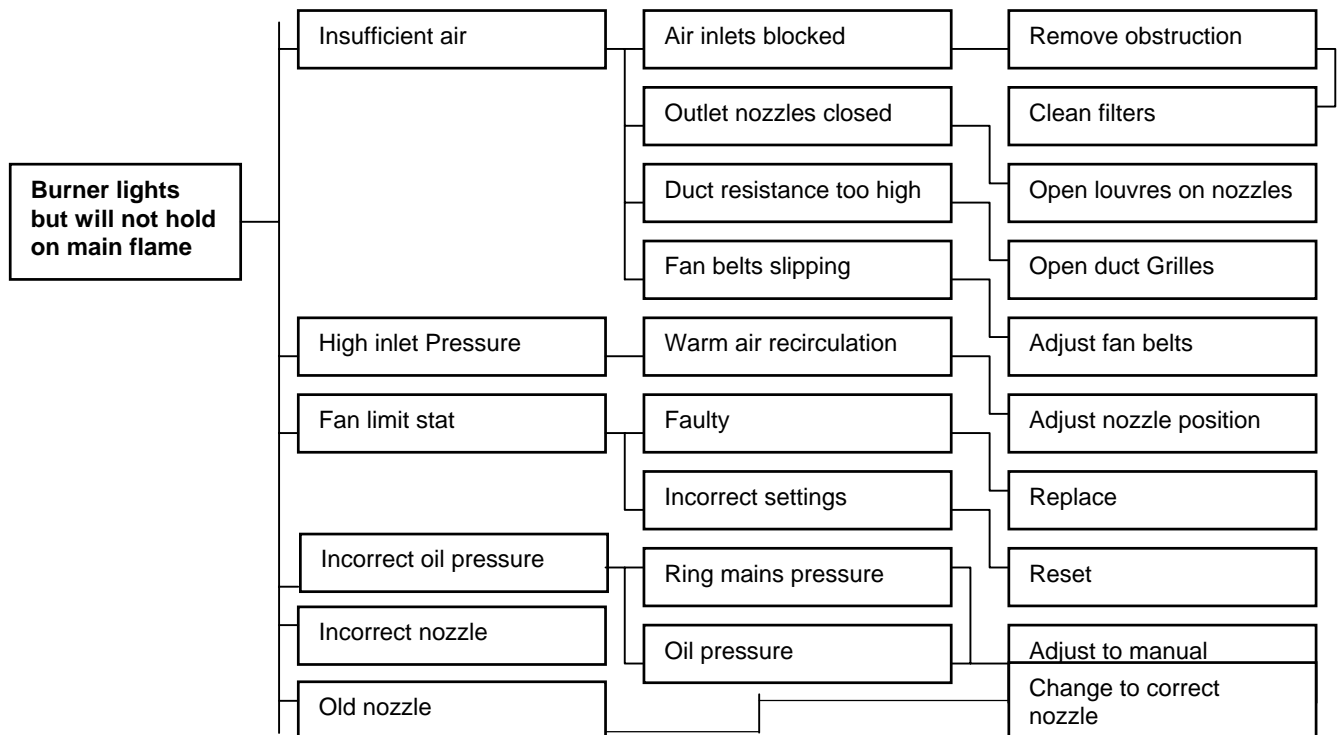 Insufficient air
Air inlets blocked
Remove obstruction
Outlet nozzles closed
Clean filters
Burner lights
but will not hold
on main flame
Duct resistance too high
Open louvres on nozzles
Fan belts slipping
Open duct Grilles
High inlet Pressure
Warm air recirculation
Adjust fan belts
Fan limit stat
Faulty
Adjust nozzle position
Incorrect settings
Replace
Incorrect oil pressure
Ring mains pressure
Reset
Incorrect nozzle
Oil pressure
Adjust to manual
Old nozzle
Change to correct
nozzle